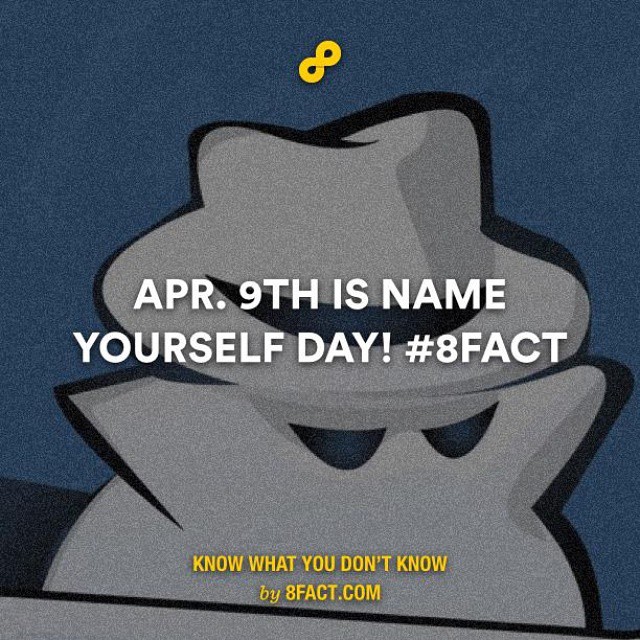 APR. 9TH IS NAME
YOURSELF DAY! #8FACT
KNOW WHAT YOU DON'T KNOW
by 8FACT.COM